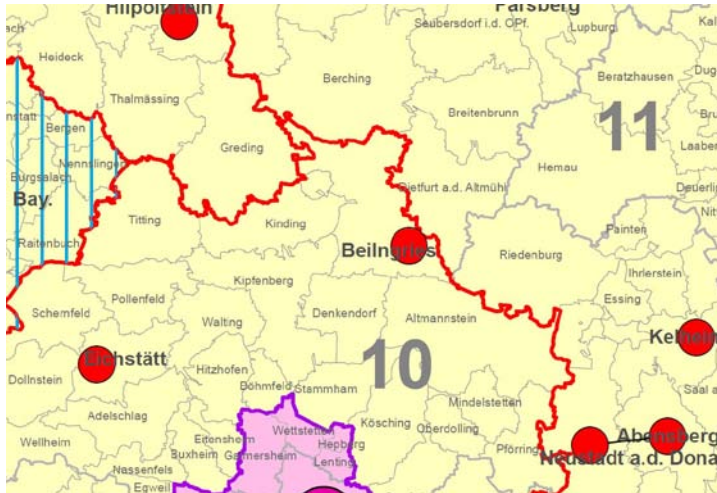 Hilpoltstein
Parsberg
Seubersdorf i.d. OPf.
Lupburg
Heideck
Berching
Beratzhausen
Thalmässing
Breitenbrunn
11
Bergen
Greding
Laaber
Nennslingen
Hemau
Burgsalach
Dietfurt a.d. Altmühl
Deuerling
Bay.
Titting
Kinding
Painten
Raitenbuch
Beilngries
Riedenburg
Ihrlerstein
Kipfenberg
Pollenfeld
Essing
Schernfeld
Denkendorf
Altmannstein
Walting
Kelheim
Eichstätt
10
Hitzhofen
Dollnstein
Böhmfeld
Stammham
Saal a
Mindelstetten
Adelschlag
Kösching
Oberdolling
Wettstetten
Abensberg
Wellheim
Eitensheim
Hepberg
Buxheim
Gaimersheim
Pförring
Neustadt a.d. Dona
Lenting
Nassenfels
Egweil